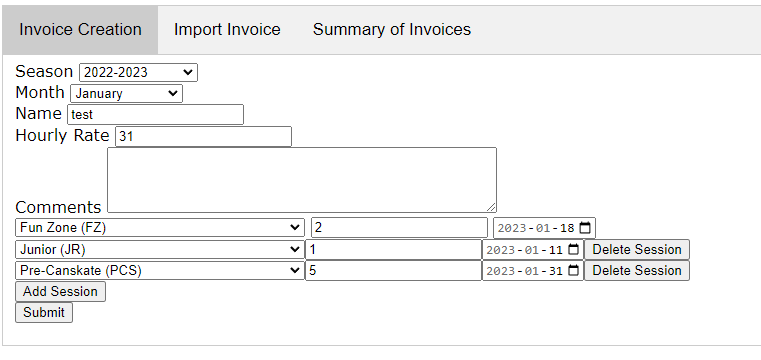 Invoice Creation Import Invoice Summary of Invoices
Season 2022-2023
Month January
Name test
Hourly Rate 31
Comments
Fun Zone (FZ) 2 2023-01-18
Junior (JR) 1 2023-01-11 Delete Session
Pre-Canskate (PCS) 5 2023-01-31 Delete Session
Add Session
Submit